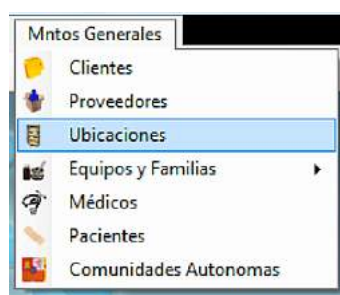 Mntos Generales
Clientes
Proveedores
Ubicaciones
Equipos y Familias
Médicos
Pacientes
Comunidades Autonomas